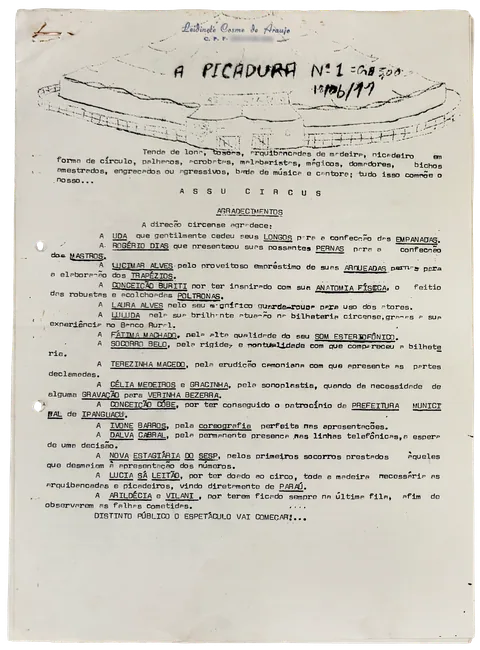 Leidinalo Cosme de Araujo
C. P. F.
A PICADURA Nº 1 =
Tenda de lona, arquibancadas de madeira, picadeiro em
forma de círculo, palhaços, acrobatas, malabaristas, mágicos, domadores, bichos
amestrados, engraçados ou agressivos, banda de música e cantora; tudo isso compõe o
nosso...
A S S U C I R C U S
AGRADECIMENTOS
A direção circense agradece:
A UDA que gentilmente cedeu seus LONGOS para a confecção das EMPANADAS.
A ROGÉRIO DIAS que presenteou suas possantes PERNAS para a confecção
dos MASTROS.
A LUCIMAR ALVES pelo proveitoso empréstimo de suas ARQUEADAS pernas para
a elaboração dos TRAPÉZIOS.
A CONCEIÇÃO BURITI por ter inspirado com sua ANATOMIA FÍSICA, o feitio
das robustas e acolchoadas POLTRONAS.
A LAURA ALVES pelo seu magnífico guarda-roupa para uso dos atores.
A LULUDA pela sua brilhante atuação na bilheteria circense, graças a sua
experiência no Banco Rural.
A FÁTIMA MACHADO, pela alta qualidade do seu SOM ESTERIOFÔNICO.
A SOCORRO BELO, pela rigidez e pontualidade com que compareceu a bilhete
ria.
A TEREZINHA MACEDO, pela erudição camoniana com que apresenta as partes
declamadas.
A CÉLIA MEDEIROS e GRACINHA, pela sonoplastia, quando da necessidade de
alguma GRAVAÇÃO para VERINHA BEZERRA.
A CONCEIÇÃO CÔBE, por ter conseguido o patrocínio da PREFEITURA MUNICI
PAL de IPANGUAÇU.
A IVONE BARROS, pela coreografia perfeita nas apresentações.
A DALVA CABRAL, pela permanente presença nas linhas telefônicas, a espera
de uma decisão.
A NOVA ESTAGIÁRIA DO SESP, pelos primeiros socorros prestados àqueles
que desmaiam à apresentação dos números.
A LUCIA SÁ LEITÃO, por ter doado ao circo, toda a madeira necessária as
arquibancadas e picadeiros, vindo diretamente de PARAÚ.
A ARILDÉCIA e VILANI, por terem ficado sempre na última fila, afim de
observarem as falhas cometidas.
DISTINTO PÚBLICO O ESPETÁCULO VAI COMEÇAR!...